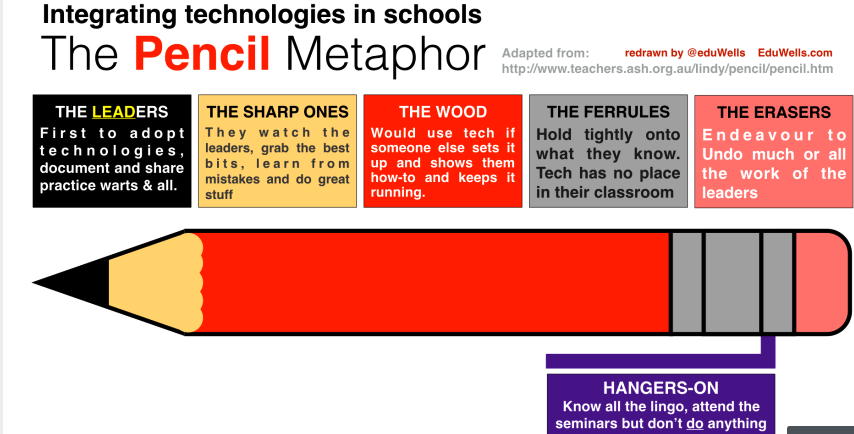 Integrating technologies in schools
The Pencil Metaphor
Adapted from: redrawn by @eduWells EduWells.com
http://www.teachers.ash.org.au/lindy/pencil/pencil.htm
THE LEADERS
First to adopt
technologies,
document and share
practice warts & all.
THE SHARP ONES
They watch the
leaders, grab the best
bits, learn from
mistakes and do great
stuff
THE WOOD
Would use tech if
someone else sets it
up and shows them
how-to and keeps it
running.
THE FERRULES
Hold tightly onto
what they know.
Tech has no place
in their classroom
THE ERASERS
Endeavour to
Undo much or all
the work of the
leaders
HANGERS-ON
Know all the lingo, attend the
seminars but don't do anything